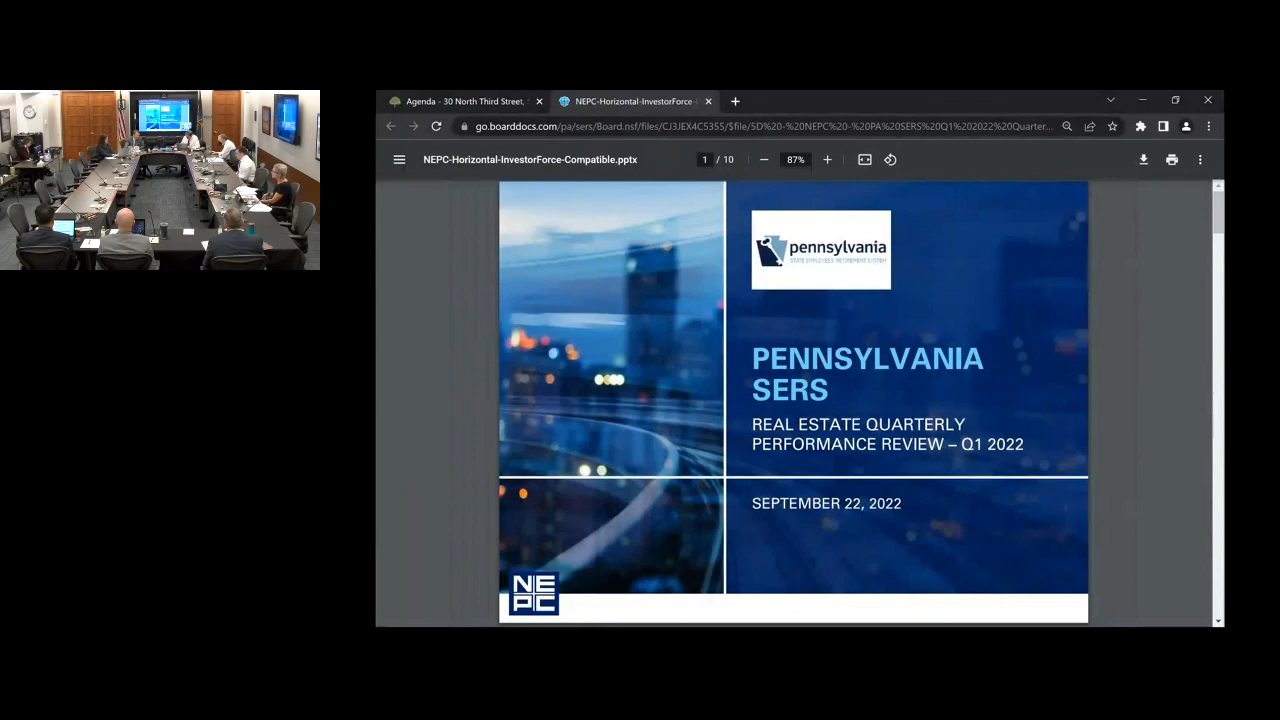 Agenda - 30 North Third Street,
NEPC-Horizontal-InvestorForce-
go.boarddocs.com/pa/sers/Board.nsf/files/CJ3JEX4C5355/$file/5D%20-%20NEPC%20-%20PA%20SERS%20Q1%202022%20Quarter...
NEPC-Horizontal-InvestorForce-Compatible.pptx
1 / 10
87%
pennsylvania
STATE EMPLOYEES' RETIREMENT SYSTEM
PENNSYLVANIA
SERS
REAL ESTATE QUARTERLY
PERFORMANCE REVIEW – Q1 2022
SEPTEMBER 22, 2022
NE
PC